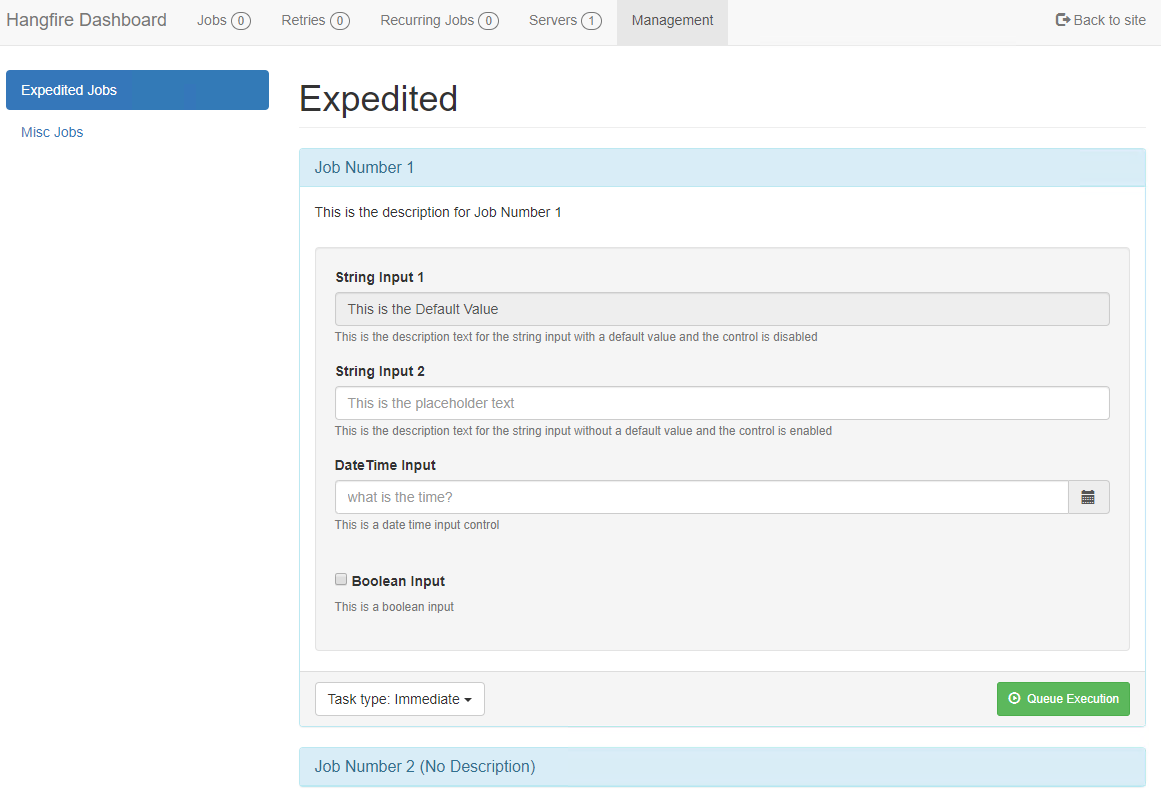 Hangfire Dashboard Jobs 0 Retries 0 Recurring Jobs 0 Servers 1 Management Back to site
Expedited Jobs
Misc Jobs
Expedited
Job Number 1
This is the description for Job Number 1
String Input 1
This is the Default Value
This is the description text for the string input with a default value and the control is disabled
String Input 2
This is the placeholder text
This is the description text for the string input without a default value and the control is enabled
DateTime Input
what is the time?
This is a date time input control
Boolean Input
This is a boolean input
Task type: Immediate Queue Execution
Job Number 2 (No Description)